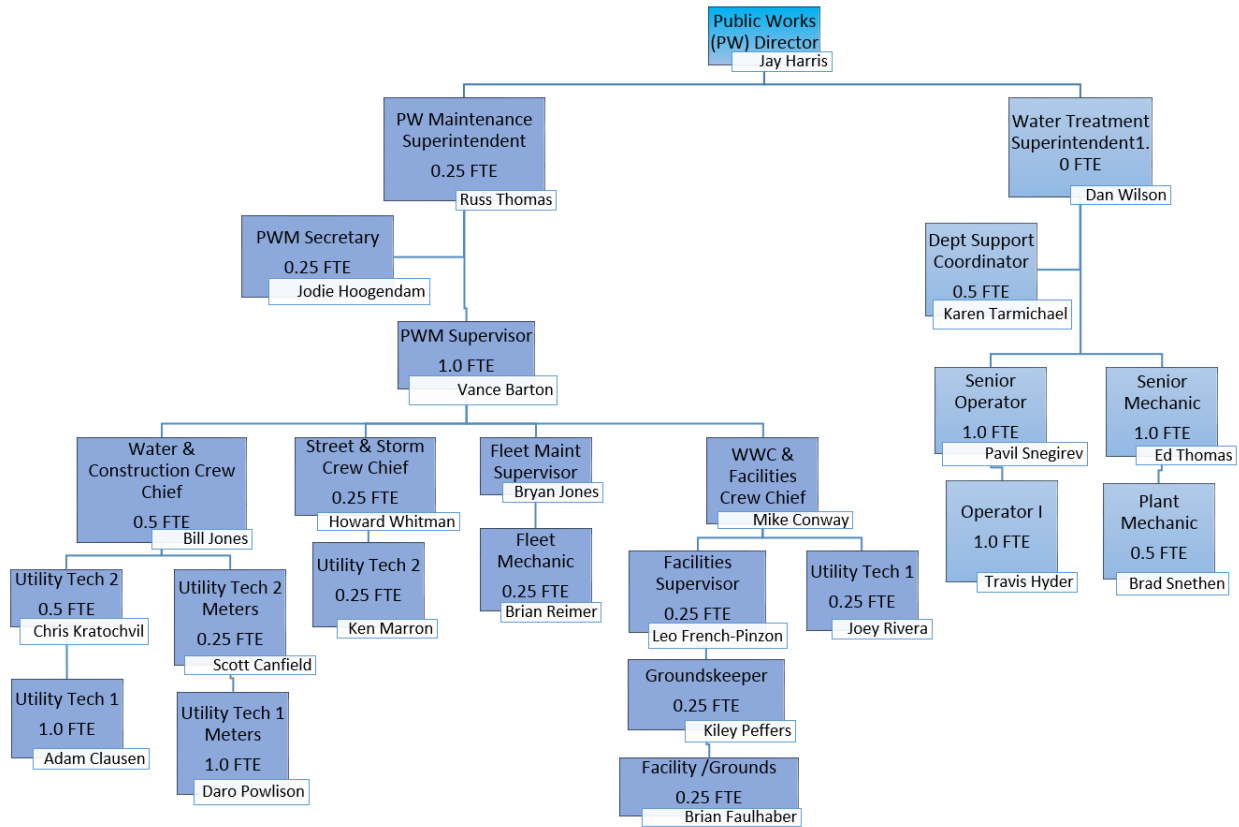 Public Works
(PW) Director
Jay Harris
PW Maintenance
Superintendent
0.25 FTE
Russ Thomas
Water Treatment
Superintendent1.
0 FTE
Dan Wilson
PWM Secretary
0.25 FTE
Jodie Hoogendam
Dept Support
Coordinator
0.5 FTE
Karen Tarmichael
PWM Supervisor
1.0 FTE
Vance Barton
Senior
Operator
1.0 FTE
Pavil Snegirev
Senior
Mechanic
1.0 FTE
Ed Thomas
Water &
Construction Crew
Chief
0.5 FTE
Bill Jones
Street & Storm
Crew Chief
0.25 FTE
Howard Whitman
Fleet Maint
Supervisor
Bryan Jones
WWC &
Facilities
Crew Chief
Mike Conway
Operator I
1.0 FTE
Travis Hyder
Plant
Mechanic
0.5 FTE
Brad Snethen
Utility Tech 2
0.5 FTE
Chris Kratochvil
Utility Tech 2
Meters
0.25 FTE
Scott Canfield
Utility Tech 2
0.25 FTE
Ken Marron
Fleet
Mechanic
0.25 FTE
Brian Reimer
Facilities
Supervisor
0.25 FTE
Leo French-Pinzon
Utility Tech 1
0.25 FTE
Joey Rivera
Utility Tech 1
1.0 FTE
Adam Clausen
Utility Tech 1
Meters
1.0 FTE
Daro Powlison
Groundskeeper
0.25 FTE
Kiley Peffers
Facility /Grounds
0.25 FTE
Brian Faulhaber